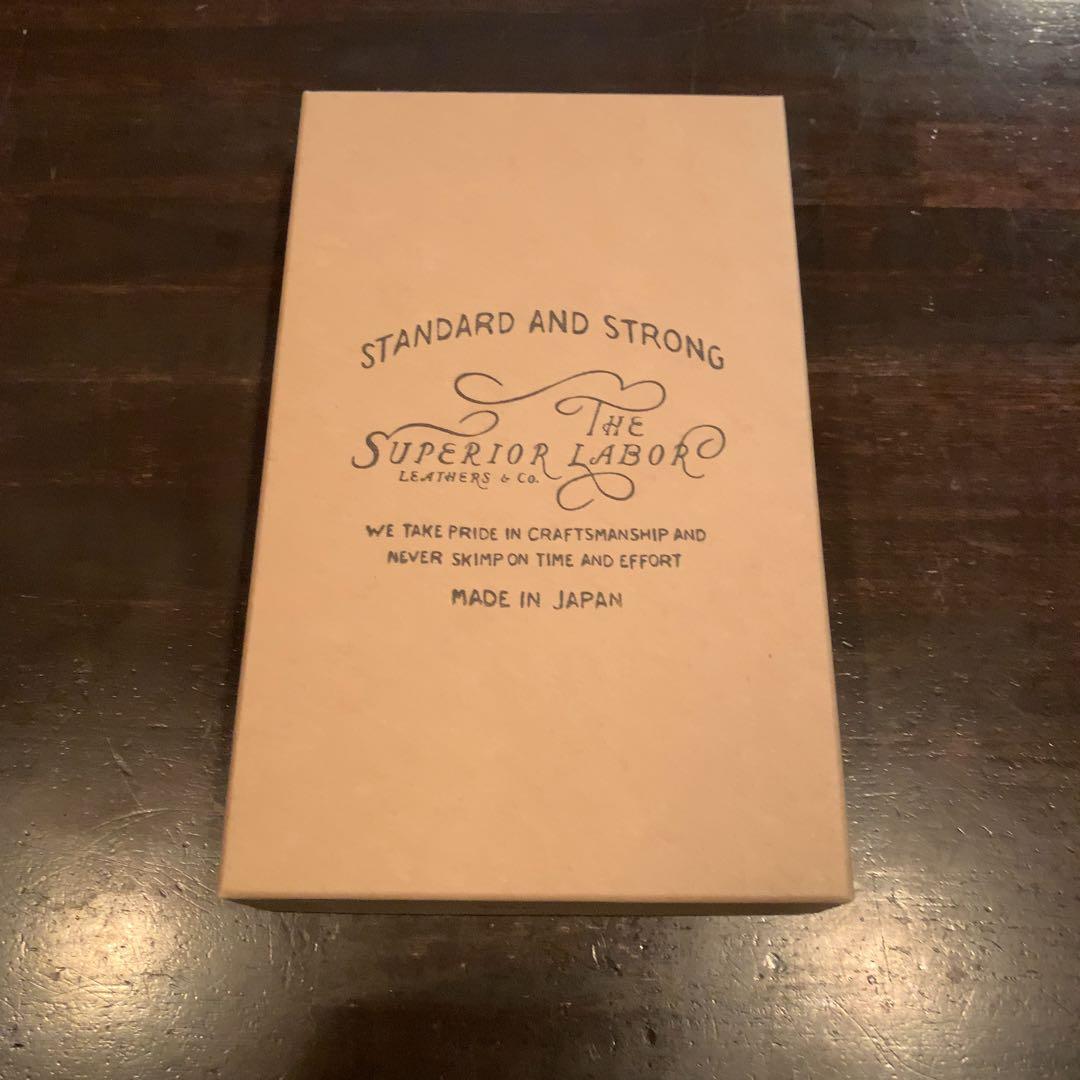 STANDARD AND STRONG
THE
SUPERIOR LABOR
LEATHERS & CO.
WE TAKE PRIDE IN CRAFTSMANSHIP AND
NEVER SKIMP ON TIME AND EFFORT
MADE IN JAPAN